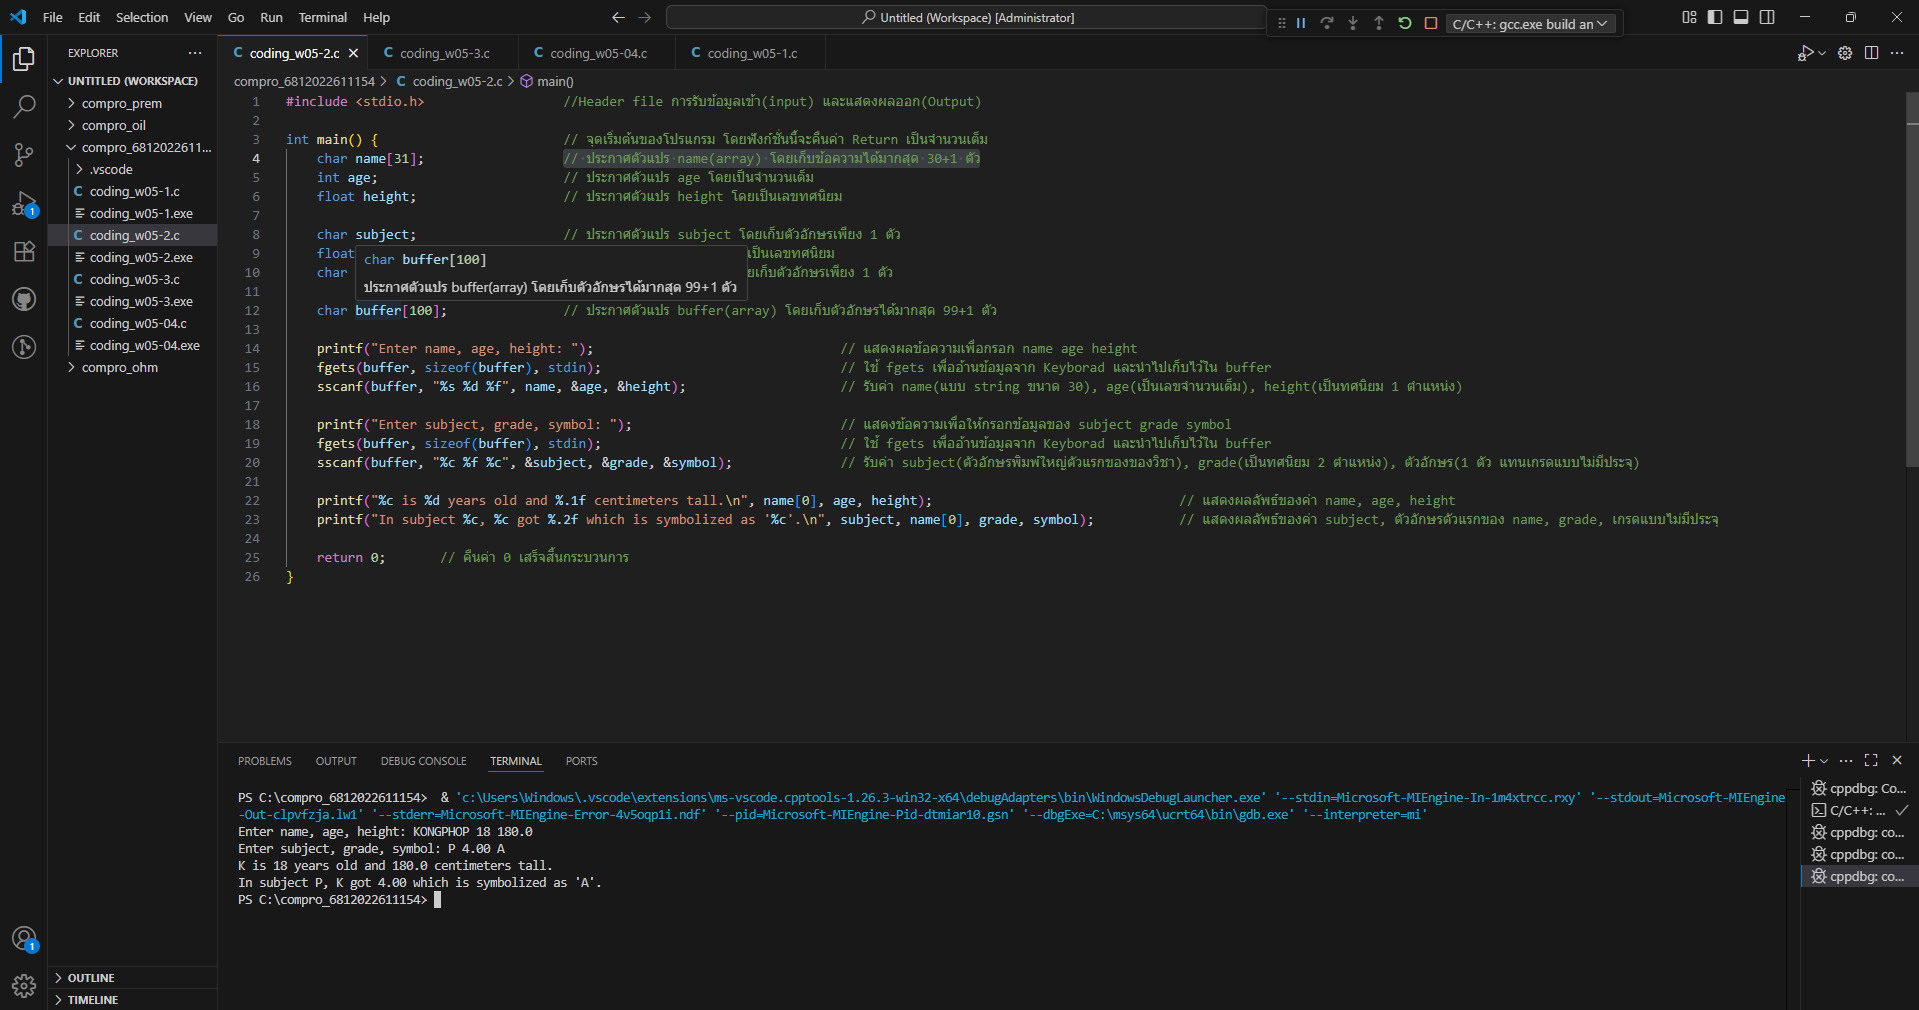 File Edit Selection View Go Run Terminal Help
Untitled (Workspace) [Administrator]
C/C++: gcc.exe build an
EXPLORER
UNTITLED (WORKSPACE)
compro_prem
compro_oil
compro_6812022611...
.vscode
C coding_w05-1.c
coding_w05-1.exe
C coding_w05-2.c
coding_w05-2.exe
C coding_w05-3.c
coding_w05-3.exe
C coding_w05-04.c
coding_w05-04.exe
compro_ohm
OUTLINE
TIMELINE
1
1
C coding_w05-2.c C coding_w05-3.c C coding_w05-04.c C coding_w05-1.c
compro_6812022611154 > C coding_w05-2.c > main()
1 #include <stdio.h> //Header file การรับข้อมูลเข้า(input) และแสดงผลออก(Output)
2
3 int main() { // จุดเริ่มต้นของโปรแกรม โดยฟังก์ชั่นนี้จะคืนค่า Return เป็นจำนวนเต็ม
4 char name[31]; // ประกาศตัวแปร name(array) โดยเก็บข้อความได้มากสุด 30+1 ตัว
5 int age; // ประกาศตัวแปร age โดยเป็นจำนวนเต็ม
6 float height; // ประกาศตัวแปร height โดยเป็นเลขทศนิยม
7
8 char subject; // ประกาศตัวแปร subject โดยเก็บตัวอักษรเพียง 1 ตัว
9 float เป็นเลขทศนิยม
10 char ยเก็บตัวอักษรเพียง 1 ตัว
char buffer[100]
ประกาศตัวแปร buffer(array) โดยเก็บตัวอักษรได้มากสุด 99+1 ตัว
11
12 char buffer[100]; // ประกาศตัวแปร buffer(array) โดยเก็บตัวอักษรได้มากสุด 99+1 ตัว
13
14 printf("Enter name, age, height: "); // แสดงผลข้อความเพื่อกรอก name age height
15 fgets(buffer, sizeof(buffer), stdin); // ใช้ fgets เพื่ออ่านข้อมูลจาก Keyborad และนำไปเก็บไว้ใน buffer
16 sscanf(buffer, "%s %d %f", name, &age, &height); // รับค่า name(แบบ string ขนาด 30), age(เป็นเลขจำนวนเต็ม), height(เป็นทศนิยม 1 ตำแหน่ง)
17
18 printf("Enter subject, grade, symbol: "); // แสดงข้อความเพื่อให้กรอกข้อมูลของ subject grade symbol
19 fgets(buffer, sizeof(buffer), stdin); // ใช้ fgets เพื่ออ่านข้อมูลจาก Keyborad และนำไปเก็บไว้ใน buffer
20 sscanf(buffer, "%c %f %c", &subject, &grade, &symbol); // รับค่า subject(ตัวอักษรพิมพ์ใหญ่ตัวแรกของของวิชา), grade(เป็นทศนิยม 2 ตำแหน่ง), ตัวอักษร(1 ตัว แทนเกรดแบบไม่มีประจุ)
21
22 printf("%c is %d years old and %.1f centimeters tall.\n", name[0], age, height); // แสดงผลลัพธ์ของค่า name, age, height
23 printf("In subject %c, %c got %.2f which is symbolized as '%c'.\n", subject, name[0], grade, symbol); // แสดงผลลัพธ์ของค่า subject, ตัวอักษรตัวแรกของ name, grade, เกรดแบบไม่มีประจุ
24
25 return 0; // คืนค่า 0 เสร็จสิ้นกระบวนการ
26 }
PROBLEMS OUTPUT DEBUG CONSOLE TERMINAL PORTS
PS C:\compro_6812022611154> & 'c:\Users\Windows\.vscode\extensions\ms-vscode.cpptools-1.26.3-win32-x64\debugAdapters\bin\WindowsDebugLauncher.exe' '--stdin=Microsoft-MIEngine-In-1m4xtrcc.rxy' '--stdout=Microsoft-MIEngine
-Out-clpvfzja.lw1' '--stderr=Microsoft-MIEngine-Error-4v5oqp1i.ndf' '--pid=Microsoft-MIEngine-Pid-dtmiar10.gsn' '--dbgExe=C:\msys64\ucrt64\bin\gdb.exe' '--interpreter=mi'
Enter name, age, height: KONGPHOP 18 180.0
Enter subject, grade, symbol: P 4.00 A
K is 18 years old and 180.0 centimeters tall.
In subject P, K got 4.00 which is symbolized as 'A'.
PS C:\compro_6812022611154>
cppdbg: Co...
C/C++: ...
cppdbg: co...
cppdbg: co...
cppdbg: co...